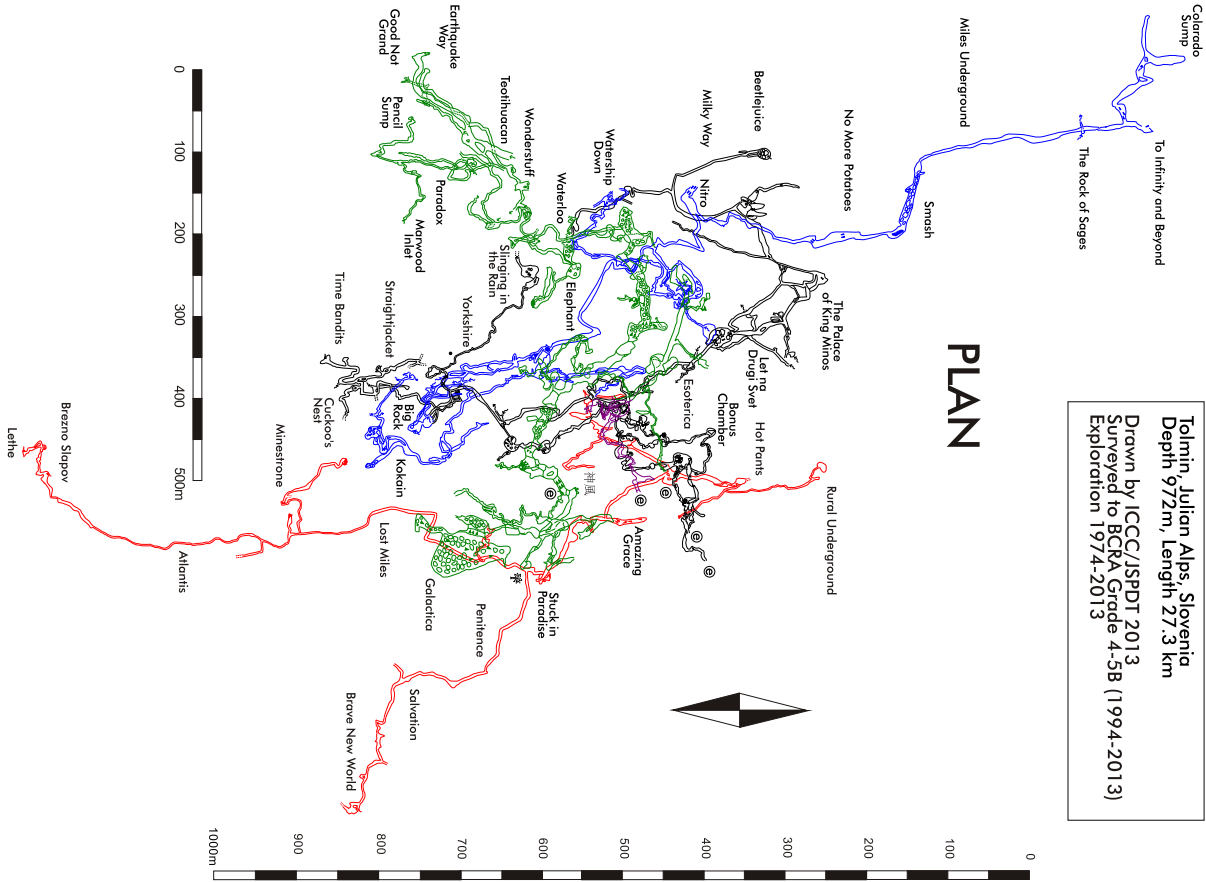 Tolmin, Julian Alps, Slovenia
Depth 972m, Length 27.3 km
Drawn by ICCC/JSPDT 2013
Surveyed to BCRA Grade 4-5B (1994-2013)
Exploration 1974-2013
PLAN
Colarado
Sump
To Infinity and Beyond
The Rock of Sages
Miles Underground
Smash
No More Potatoes
Beetlejuice
Milky Way
Nitro
The Palace
of King Minos
Let no
Drugi Svet
Hot Pants
Bonus
Chamber
Esoterica
Rural Underground
Watership
Down
Waterloo
Wonderstuff
Teotihuacan
Earthquake
Way
Good Not
Grand
Pencil
Sump
Paradox
Marwood
Inlet
Elephant
Slinging in
the Rain
Yorkshire
Straightjacket
Time Bandits
Big
Rock
Cuckoo's
Nest
Kokain
神風
e
e
e
e
e
Amazing
Grace
Stuck in
Paradise
Galactica
Penitence
Salvation
Brave New World
Lost Miles
Minestrone
Atlantis
Brezno Slapov
Lethe
0
100
200
300
400
500m
0
100
200
300
400
500
600
700
800
900
1000m